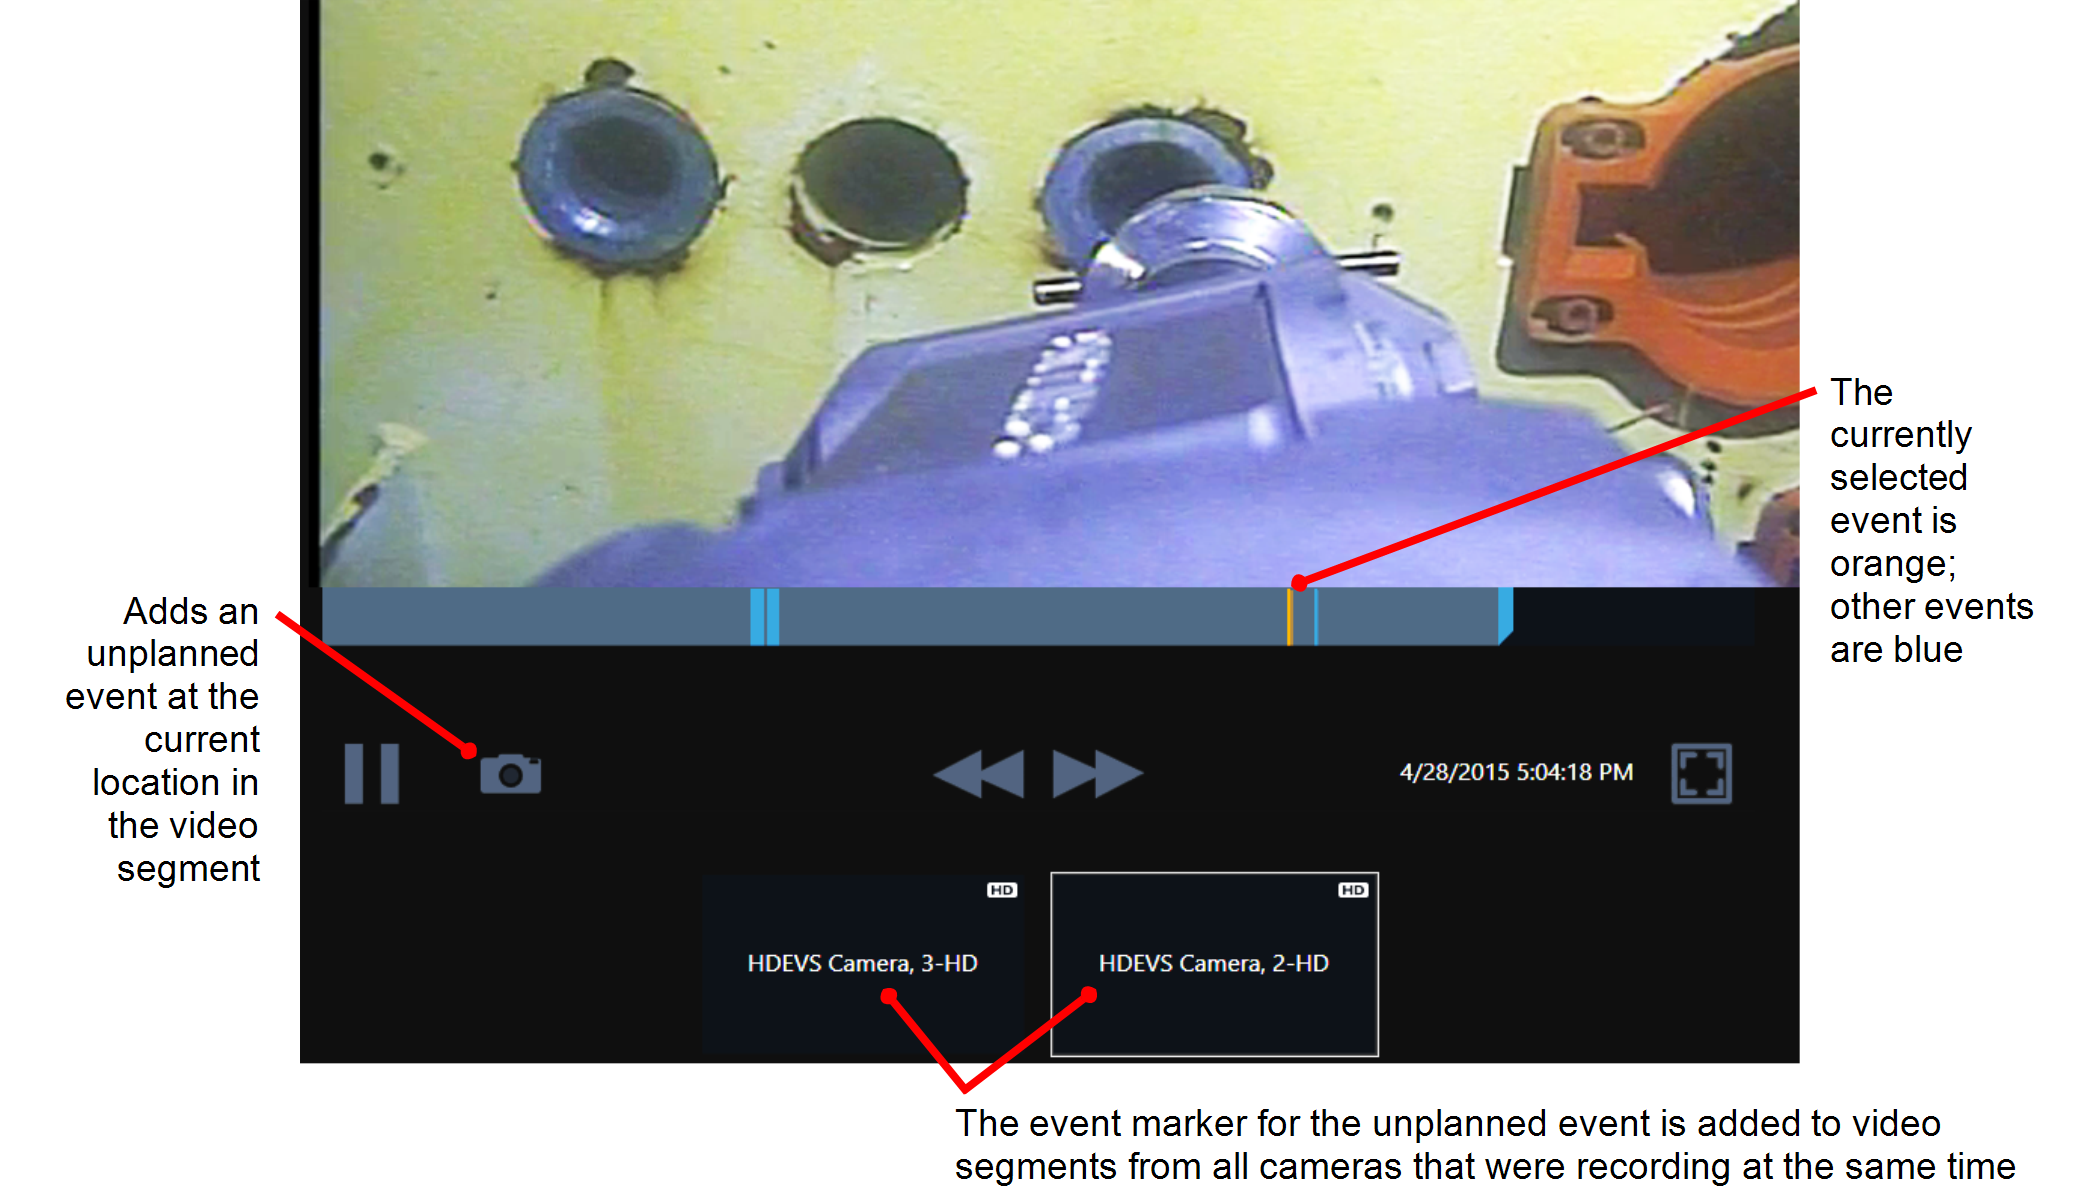 The
currently
selected
event is
orange;
other events
are blue
Adds an
unplanned
event at the
current
location in
the video
segment
4/28/2015 5:04:18 PM
HD
HDEVS Camera, 3-HD
HD
HDEVS Camera, 2-HD
The event marker for the unplanned event is added to video
segments from all cameras that were recording at the same time